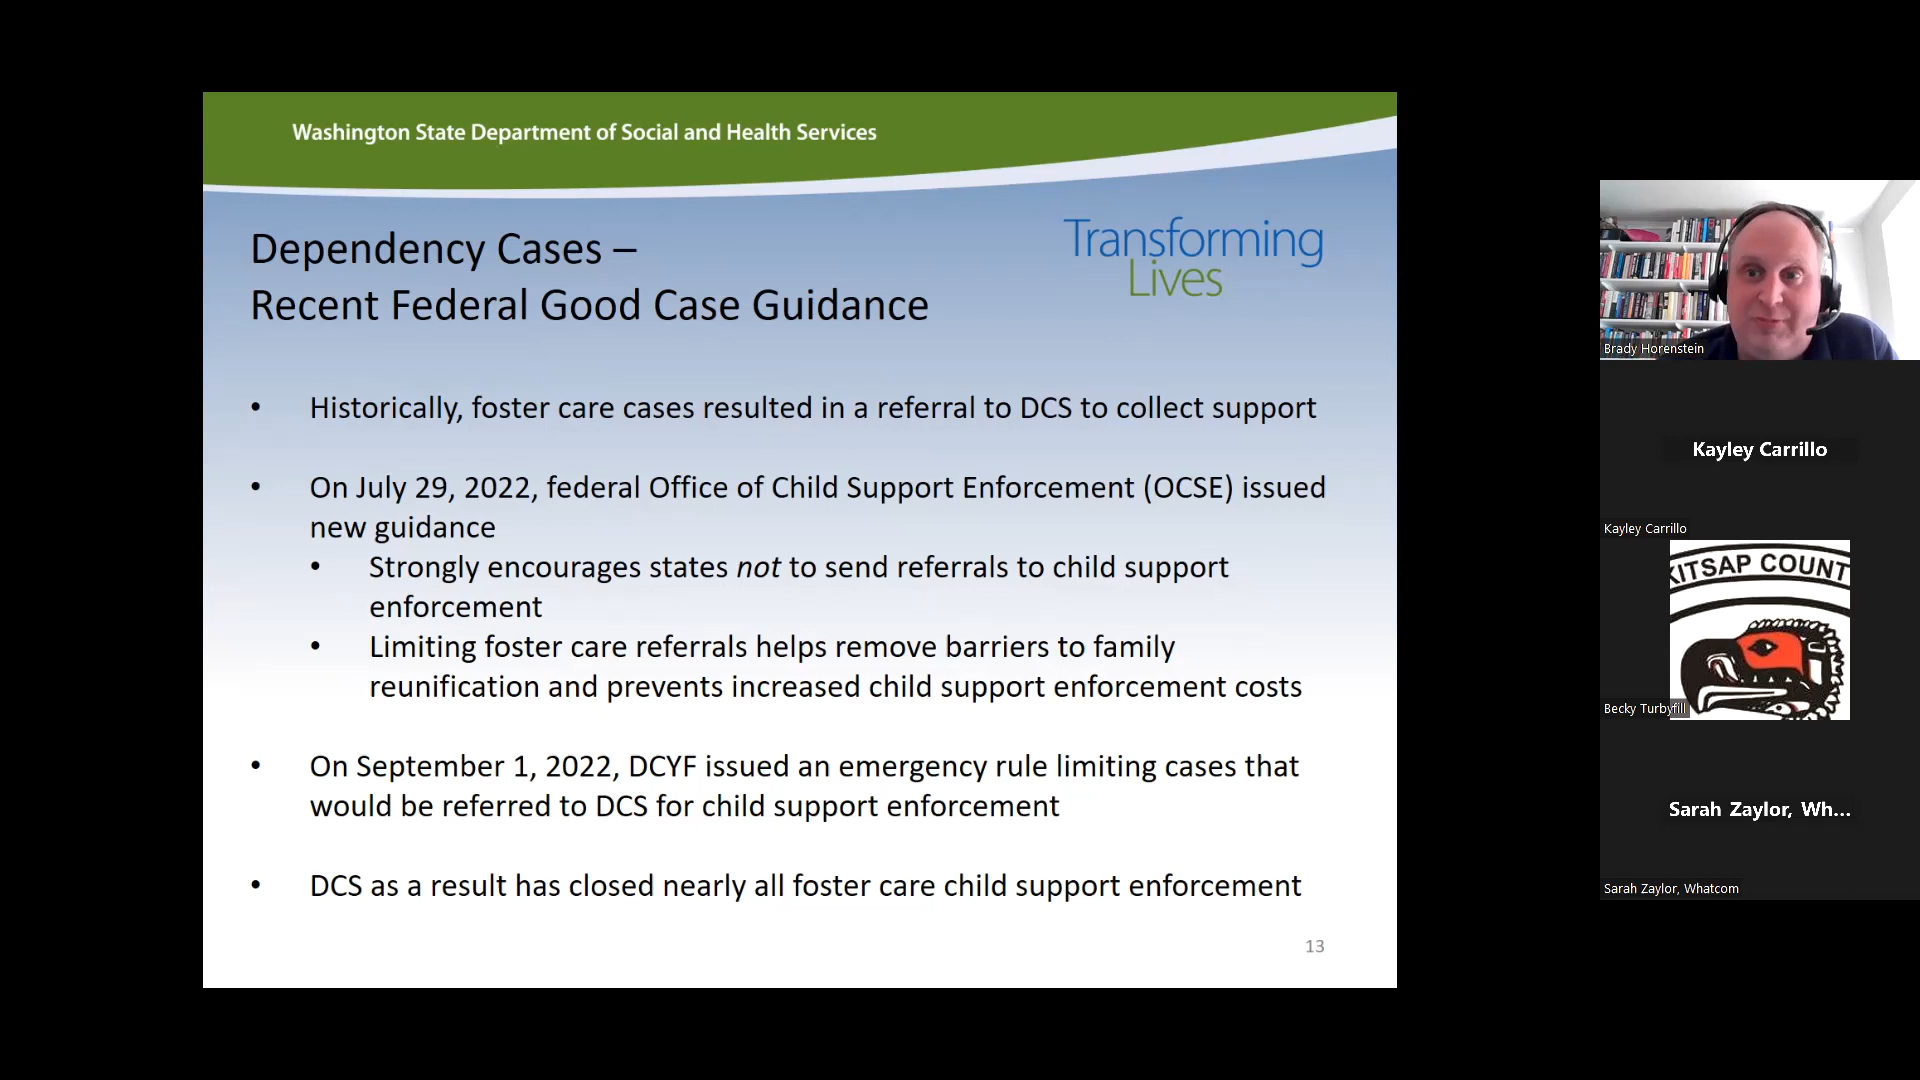 Washington State Department of Social and Health Services
Transforming
Lives
Dependency Cases –
Recent Federal Good Case Guidance
• Historically, foster care cases resulted in a referral to DCS to collect support
• On July 29, 2022, federal Office of Child Support Enforcement (OCSE) issued
new guidance
• Strongly encourages states not to send referrals to child support
enforcement
• Limiting foster care referrals helps remove barriers to family
reunification and prevents increased child support enforcement costs
• On September 1, 2022, DCYF issued an emergency rule limiting cases that
would be referred to DCS for child support enforcement
• DCS as a result has closed nearly all foster care child support enforcement
13
Brady Horenstein
Kayley Carrillo
Kayley Carrillo
KITSAP COUNT
Becky Turbyfill
Sarah Zaylor, Wh...
Sarah Zaylor, Whatcom